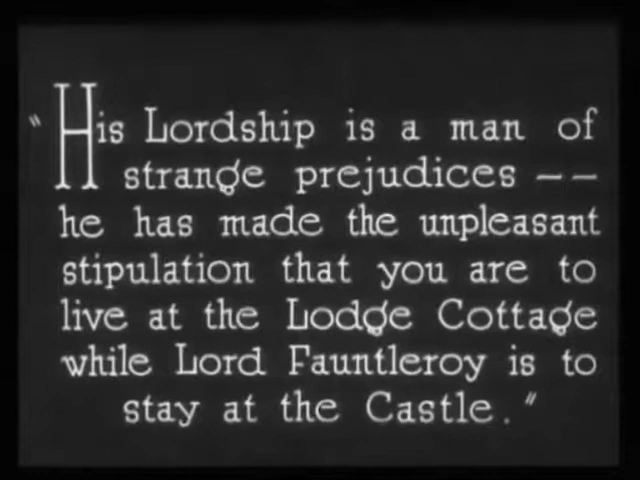 "His Lordship is a man of
strange prejudices --
he has made the unpleasant
stipulation that you are to
live at the Lodge Cottage
while Lord Fauntleroy is to
stay at the Castle."